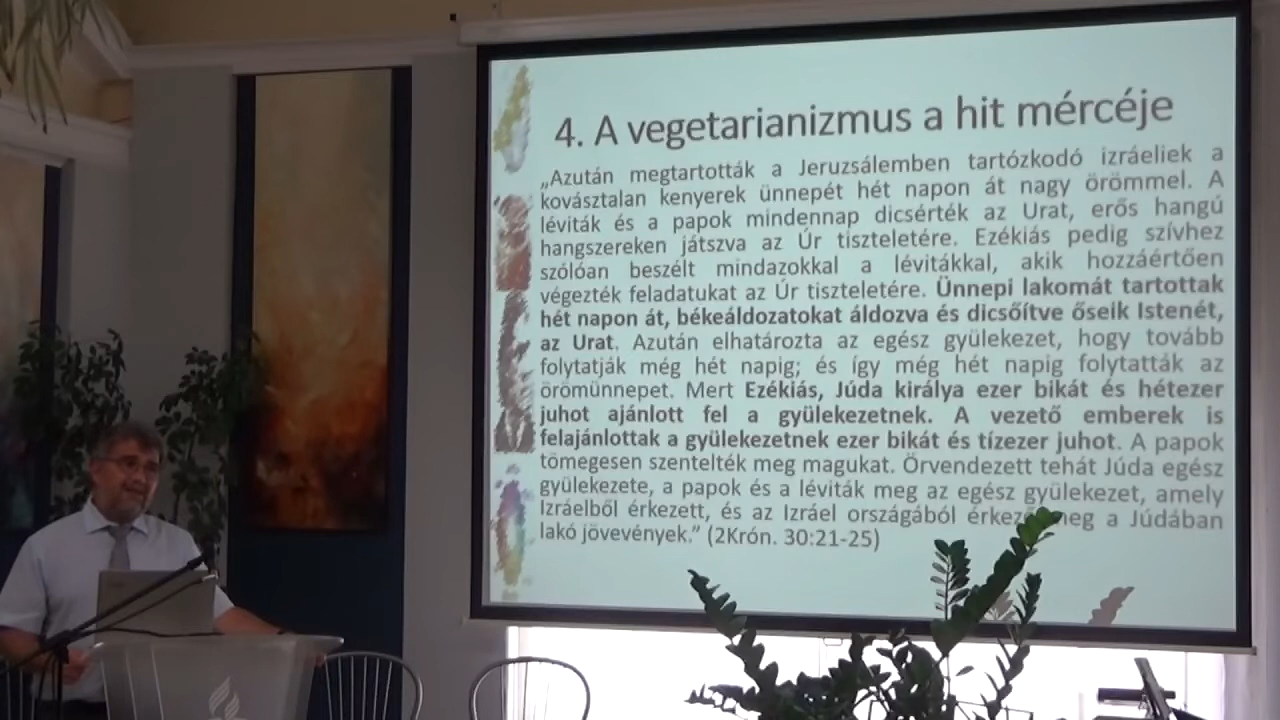 4. A vegetarianizmus a hit mércéje
„Azután megtartották a Jeruzsálemben tartózkodó izráeliek a
kovásztalan kenyerek ünnepét hét napon át nagy örömmel. A
léviták és a papok mindennap dicsérték az Urat, erős hangú
hangszereken játszva az Úr tiszteletére. Ezékiás pedig szívhez
szólóan beszélt mindazokkal a lévitákkal, akik hozzáértően
végezték feladatukat az Úr tiszteletére. Ünnepi lakomát tartottak
hét napon át, békeáldozatokat áldozva és dicsőítve őseik Istenét,
az Urat. Azután elhatározta az egész gyülekezet, hogy tovább
folytatják még hét napig; és így még hét napig folytatták az
örömünnepet. Mert Ezékiás, Júda királya ezer bikát és hétezer
juhot ajánlott fel a gyülekezetnek. A vezető emberek is
felajánlottak a gyülekezetnek ezer bikát és tízezer juhot. A papok
tömegesen szentelték meg magukat. Örvendezett tehát Júda egész
gyülekezete, a papok és a léviták meg az egész gyülekezet, amely
Izráelből érkezett, és az Izráel országából meg a Júdában
lakó jövevények.” (2Krón. 30:21-25)